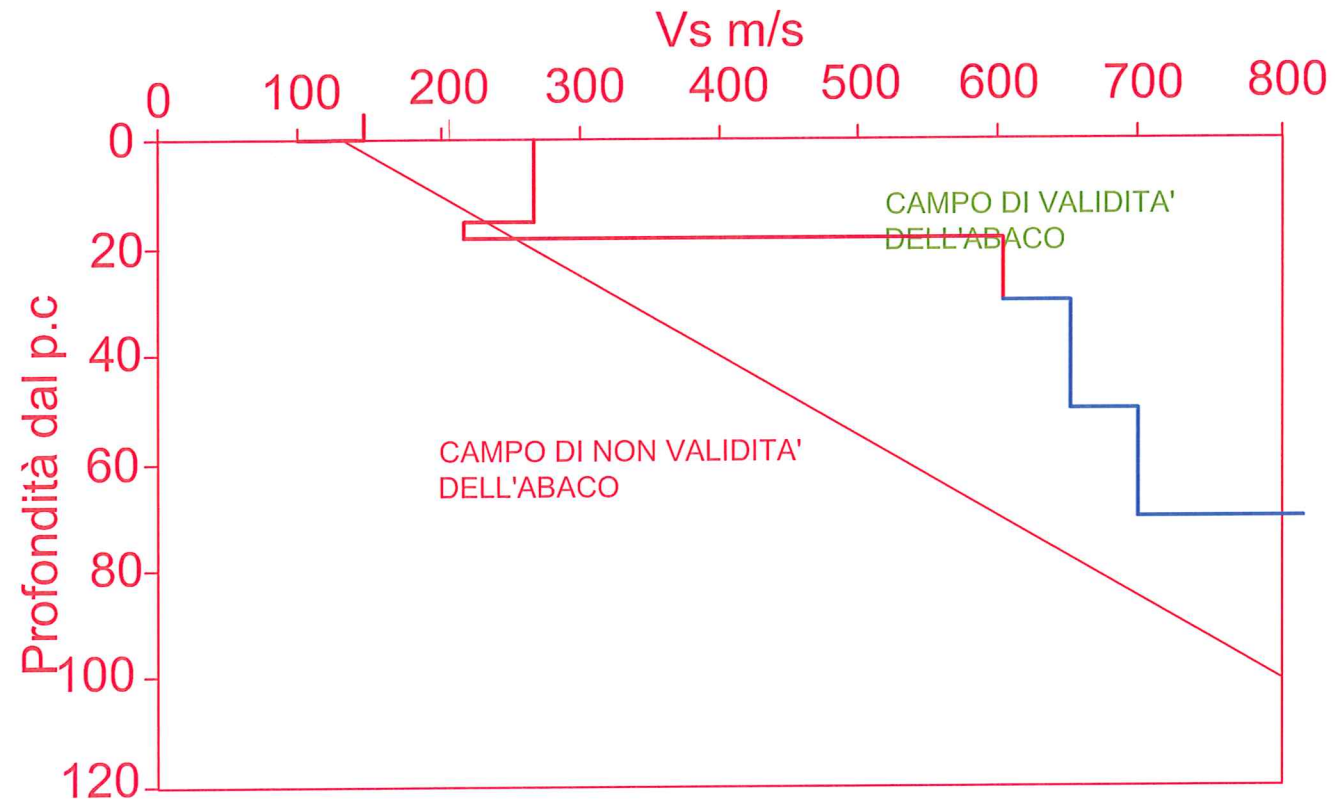 Vs m/s
0 100 200 300 400 500 600 700 800
0
20
40
60
80
100
120
Profondità dal p.c
CAMPO DI VALIDITA'
DELL'ABACO
CAMPO DI NON VALIDITA'
DELL'ABACO